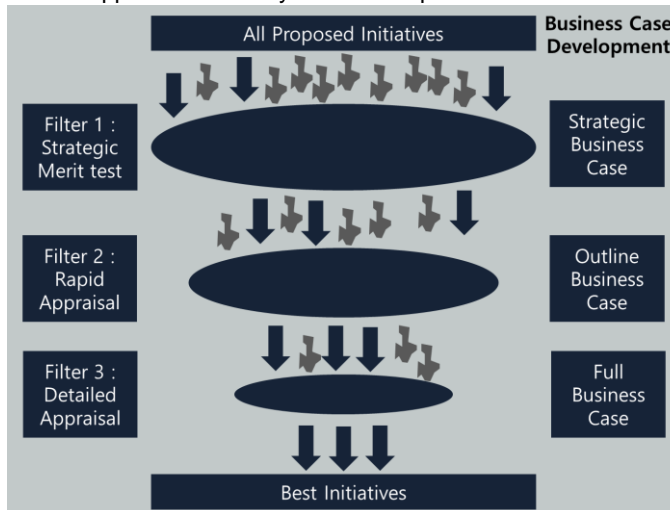 All Proposed Initiatives
Business Case
Development
Filter 1 :
Strategic
Merit test
Strategic
Business
Case
Filter 2 :
Rapid
Appraisal
Outline
Business
Case
Filter 3 :
Detailed
Appraisal
Full
Business
Case
Best Initiatives